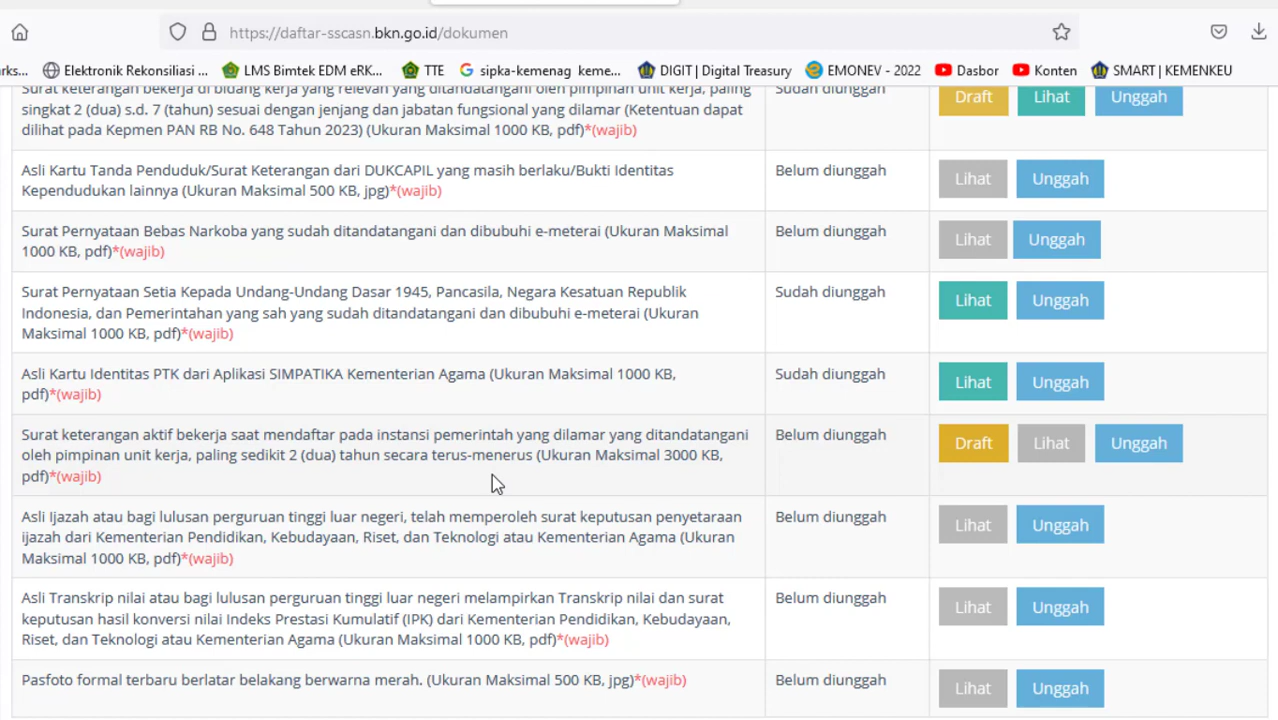 https://daftar-sscasn.bkn.go.id/dokumen
rks... Elektronik Rekonsiliasi ... LMS Bimtek EDM eRK... TTE sipka-kemenag keme... DIGIT | Digital Treasury EMONEV - 2022 Dasbor Konten SMART | KEMENKEU
Surat keterangan bekerja di bidang kerja yang relevan yang ditandatangani oleh pimpinan unit kerja, paling
singkat 2 (dua) s.d. 7 (tahun) sesuai dengan jenjang dan jabatan fungsional yang dilamar (Ketentuan dapat
dilihat pada Kepmen PAN RB No. 648 Tahun 2023) (Ukuran Maksimal 1000 KB, pdf)*(wajib)
Sudah diunggah
Draft Lihat Unggah
Asli Kartu Tanda Penduduk/Surat Keterangan dari DUKCAPIL yang masih berlaku/Bukti Identitas
Kependudukan lainnya (Ukuran Maksimal 500 KB, jpg)*(wajib)
Belum diunggah
Lihat Unggah
Surat Pernyataan Bebas Narkoba yang sudah ditandatangani dan dibubuhi e-meterai (Ukuran Maksimal
1000 KB, pdf)*(wajib)
Belum diunggah
Lihat Unggah
Surat Pernyataan Setia Kepada Undang-Undang Dasar 1945, Pancasila, Negara Kesatuan Republik
Indonesia, dan Pemerintahan yang sah yang sudah ditandatangani dan dibubuhi e-meterai (Ukuran
Maksimal 1000 KB, pdf)*(wajib)
Sudah diunggah
Lihat Unggah
Asli Kartu Identitas PTK dari Aplikasi SIMPATIKA Kementerian Agama (Ukuran Maksimal 1000 KB,
pdf)*(wajib)
Sudah diunggah
Lihat Unggah
Surat keterangan aktif bekerja saat mendaftar pada instansi pemerintah yang dilamar yang ditandatangani
oleh pimpinan unit kerja, paling sedikit 2 (dua) tahun secara terus-menerus (Ukuran Maksimal 3000 KB,
pdf)*(wajib)
Belum diunggah
Draft Lihat Unggah
Asli Ijazah atau bagi lulusan perguruan tinggi luar negeri, telah memperoleh surat keputusan penyetaraan
ijazah dari Kementerian Pendidikan, Kebudayaan, Riset, dan Teknologi atau Kementerian Agama (Ukuran
Maksimal 1000 KB, pdf)*(wajib)
Belum diunggah
Lihat Unggah
Asli Transkrip nilai atau bagi lulusan perguruan tinggi luar negeri melampirkan Transkrip nilai dan surat
keputusan hasil konversi nilai Indeks Prestasi Kumulatif (IPK) dari Kementerian Pendidikan, Kebudayaan,
Riset, dan Teknologi atau Kementerian Agama (Ukuran Maksimal 1000 KB, pdf)*(wajib)
Belum diunggah
Lihat Unggah
Pasfoto formal terbaru berlatar belakang berwarna merah. (Ukuran Maksimal 500 KB, jpg)*(wajib)
Belum diunggah
Lihat Unggah